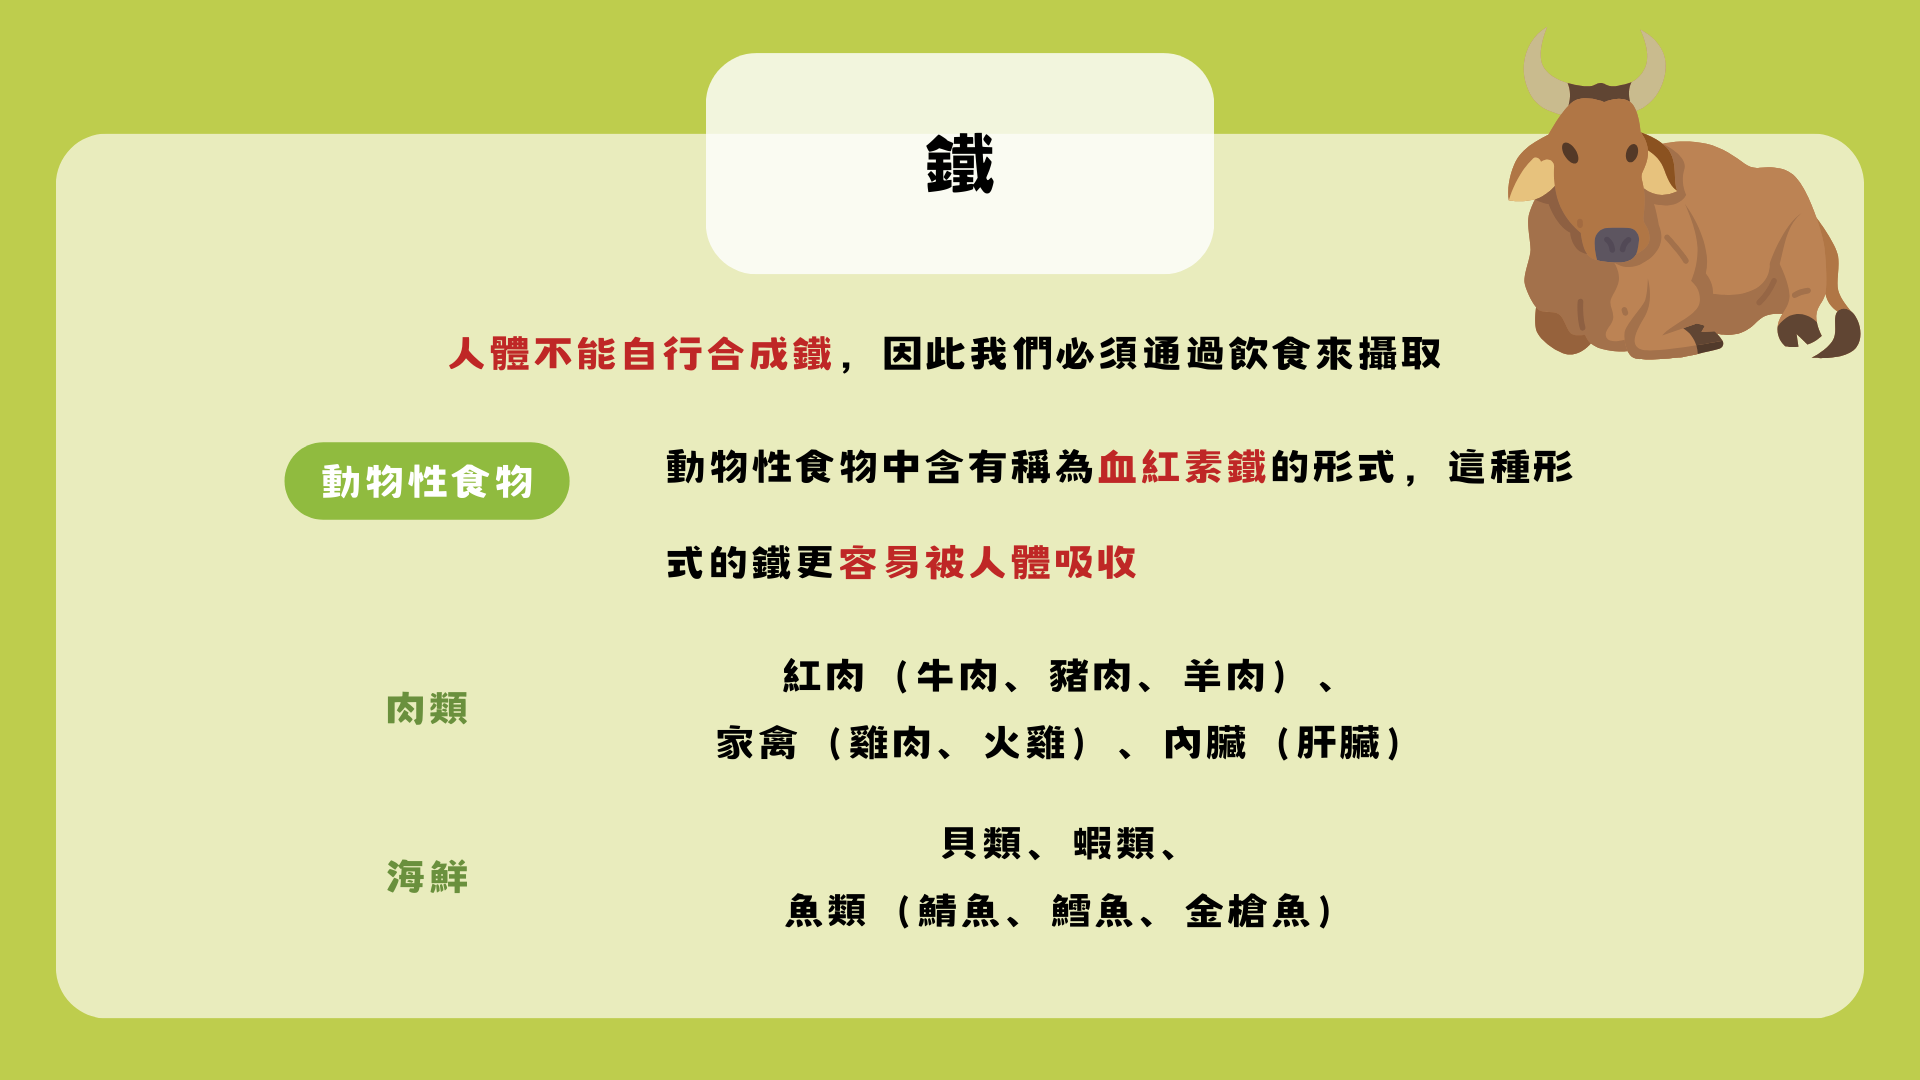 鐵
人體不能自行合成鐵，因此我們必須通過飲食來攝取
動物性食物
動物性食物中含有稱為血紅素鐵的形式，這種形
式的鐵更容易被人體吸收
肉類
紅肉（牛肉、豬肉、羊肉）、
家禽（雞肉、火雞）、內臟（肝臟）
海鮮
貝類、蝦類、
魚類（鯖魚、鱈魚、金槍魚）